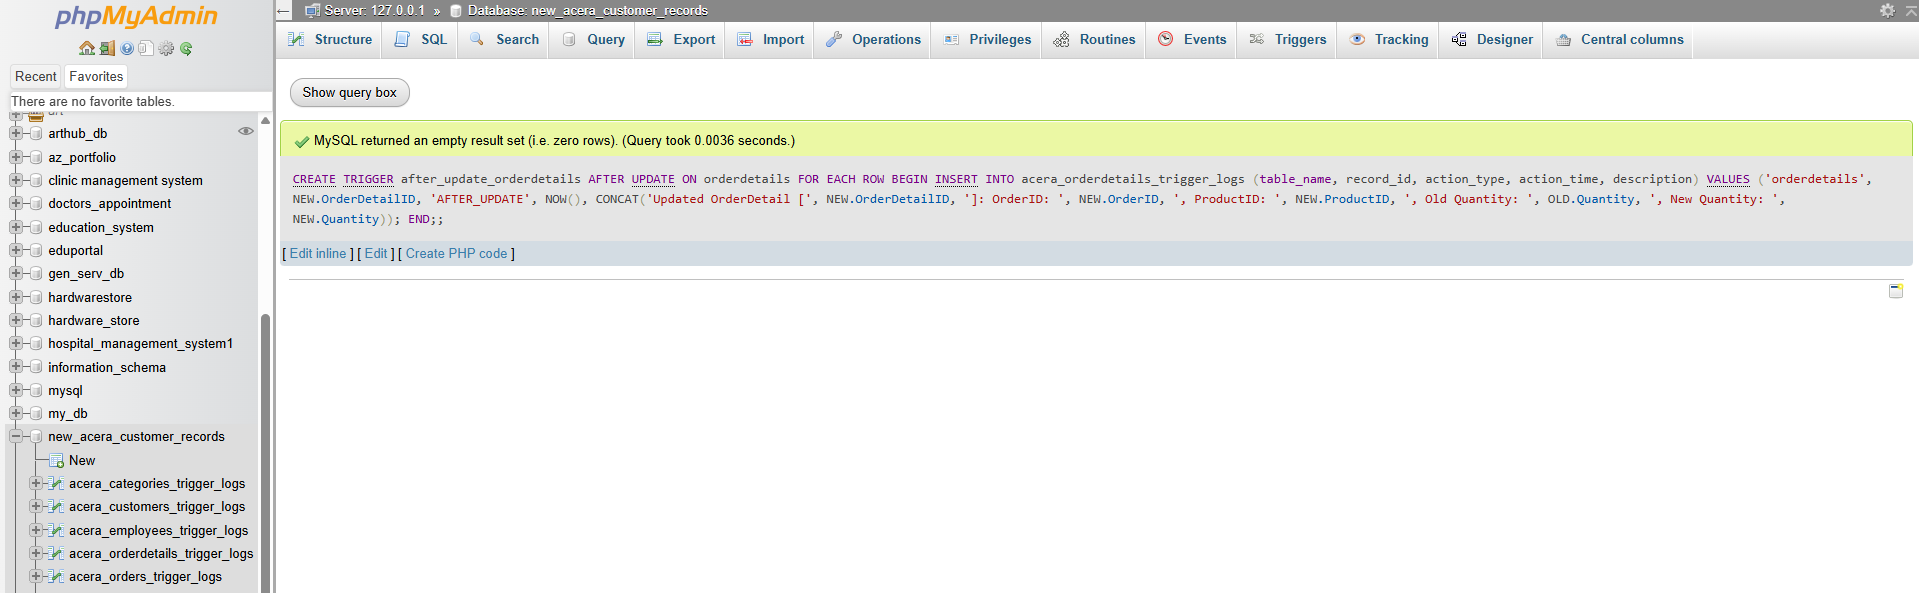 phpMyAdmin
Recent Favorites
There are no favorite tables.
art
arthub_db
az_portfolio
clinic management system
doctors_appointment
education_system
eduportal
gen_serv_db
hardwarestore
hardware_store
hospital_management_system1
information_schema
mysql
my_db
new_acera_customer_records
New
acera_categories_trigger_logs
acera_customers_trigger_logs
acera_employees_trigger_logs
acera_orderdetails_trigger_logs
acera_orders_trigger_logs
Server: 127.0.0.1 » Database: new_acera_customer_records
Structure SQL Search Query Export Import Operations Privileges Routines Events Triggers Tracking Designer Central columns
Show query box
MySQL returned an empty result set (i.e. zero rows). (Query took 0.0036 seconds.)
CREATE TRIGGER after_update_orderdetails AFTER UPDATE ON orderdetails FOR EACH ROW BEGIN INSERT INTO acera_orderdetails_trigger_logs (table_name, record_id, action_type, action_time, description) VALUES ('orderdetails',
NEW.OrderDetailID, 'AFTER_UPDATE', NOW(), CONCAT('Updated OrderDetail [', NEW.OrderDetailID, ']: OrderID: ', NEW.OrderID, ', ProductID: ', NEW.ProductID, ', Old Quantity: ', OLD.Quantity, ', New Quantity: ',
NEW.Quantity)); END;;
[ Edit inline ] [ Edit ] [ Create PHP code ]